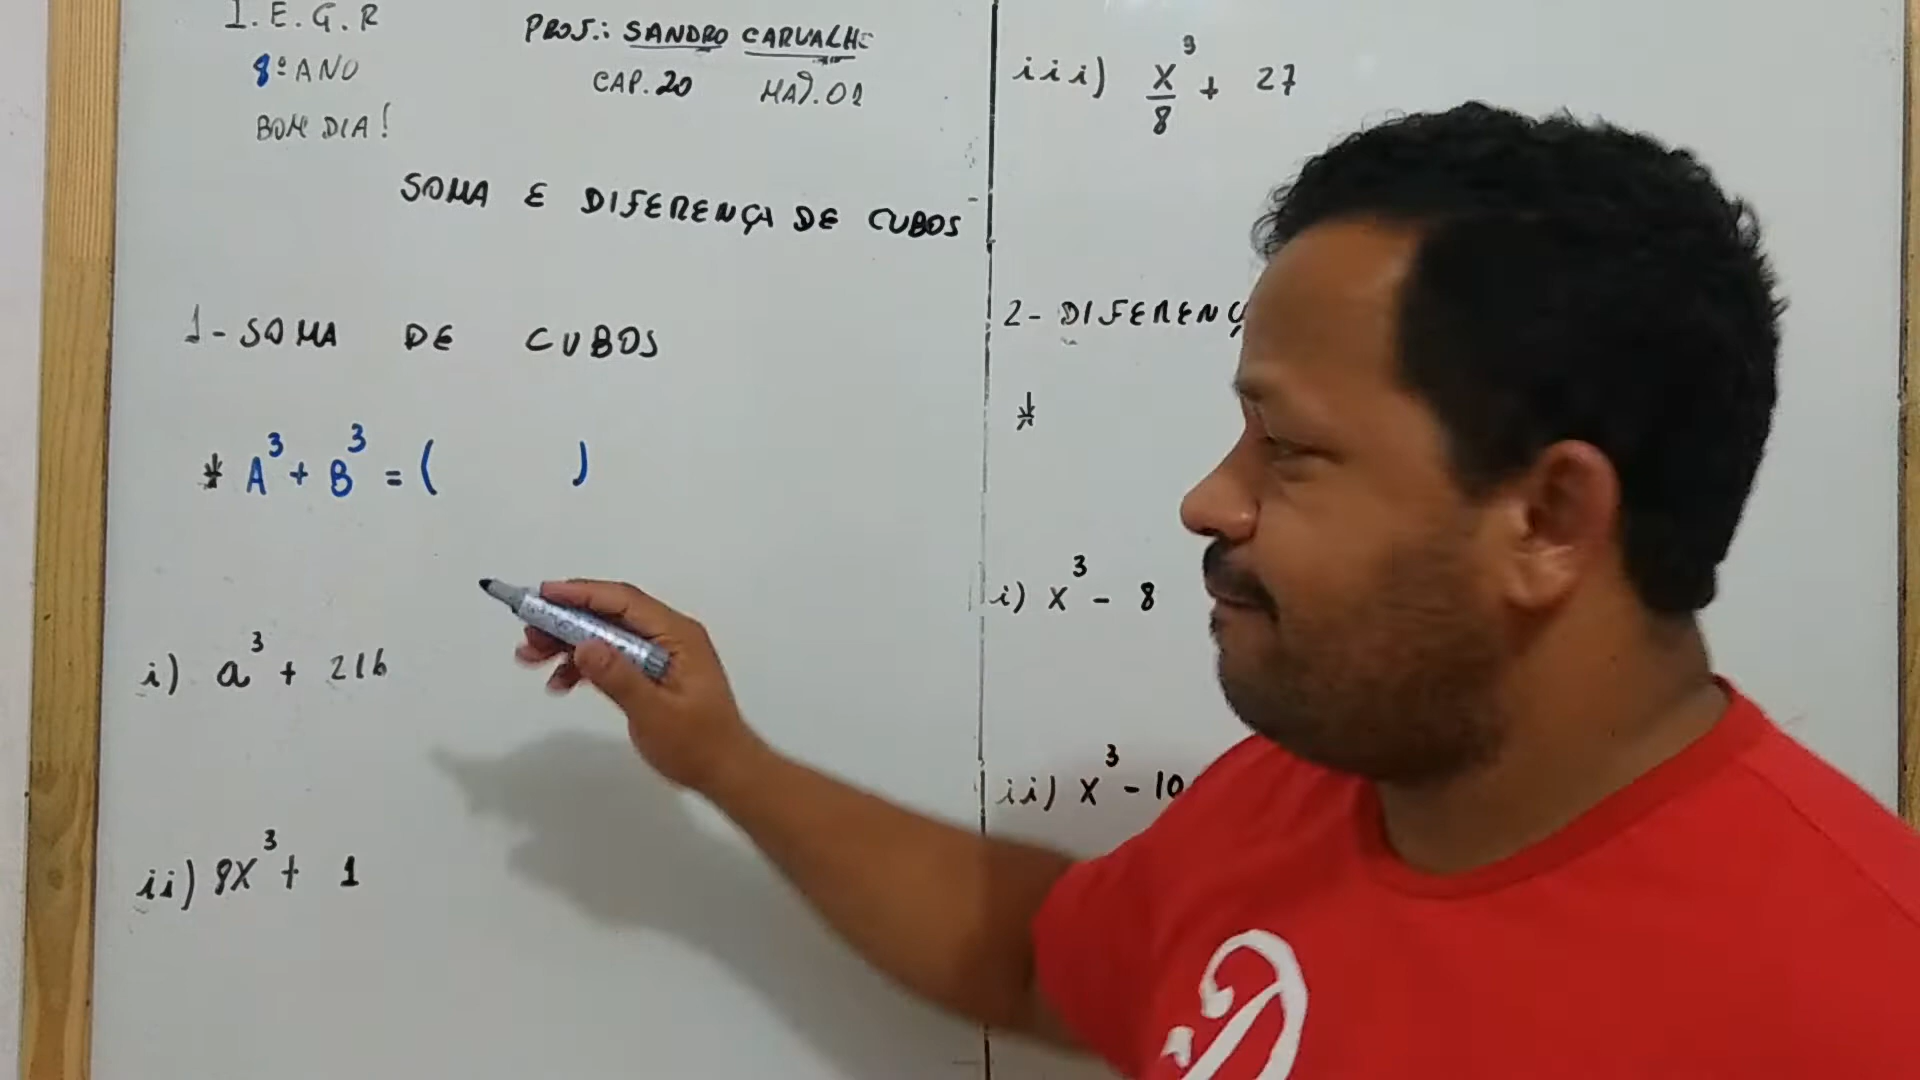 I.E.G.R
8º ANO
BOM DIA!
PROF.: SANDRO CARVALHO
CAP. 20 MAT. 01
SOMA E DIFERENÇA DE CUBOS
1- SOMA DE CUBOS
* A³ + B³ = ( )
i) a³ + 216
ii) 8x³ + 1
iii) x³/8 + 27
2- DIFERENÇ
*
i) x³ - 8
ii) x³ - 10